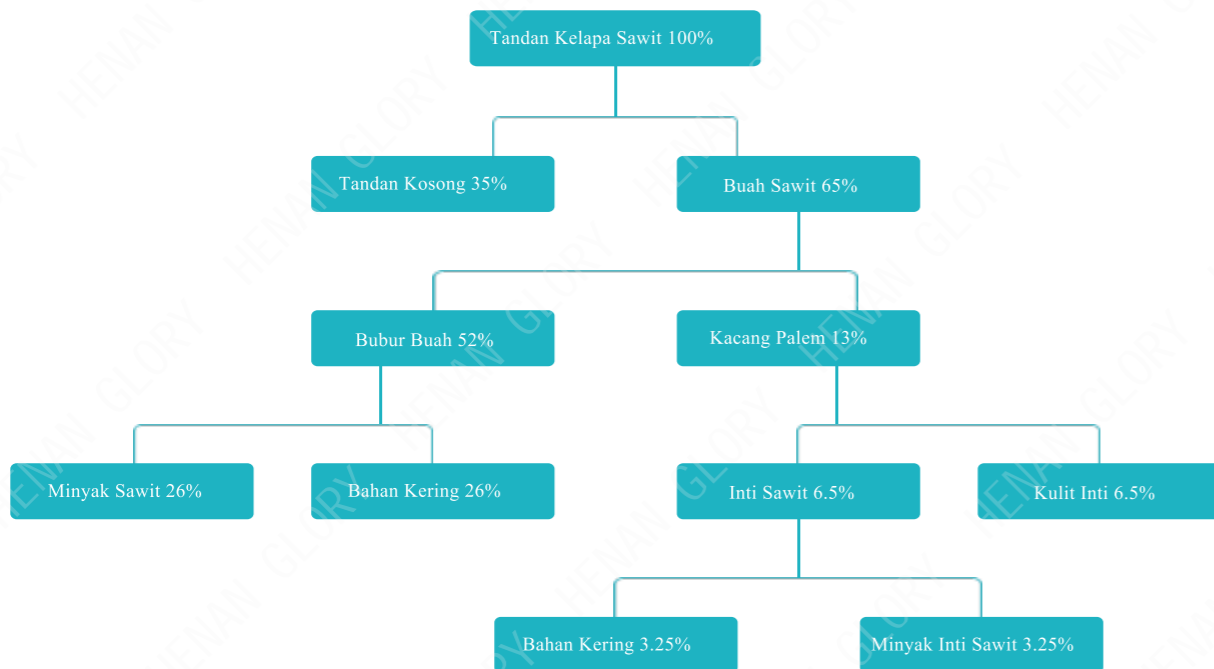 Tandan Kelapa Sawit 100%
Tandan Kosong 35%
Buah Sawit 65%
Bubur Buah 52%
Kacang Palem 13%
Minyak Sawit 26%
Bahan Kering 26%
Inti Sawit 6.5%
Kulit Inti 6.5%
Bahan Kering 3.25%
Minyak Inti Sawit 3.25%
HENAN GLORY